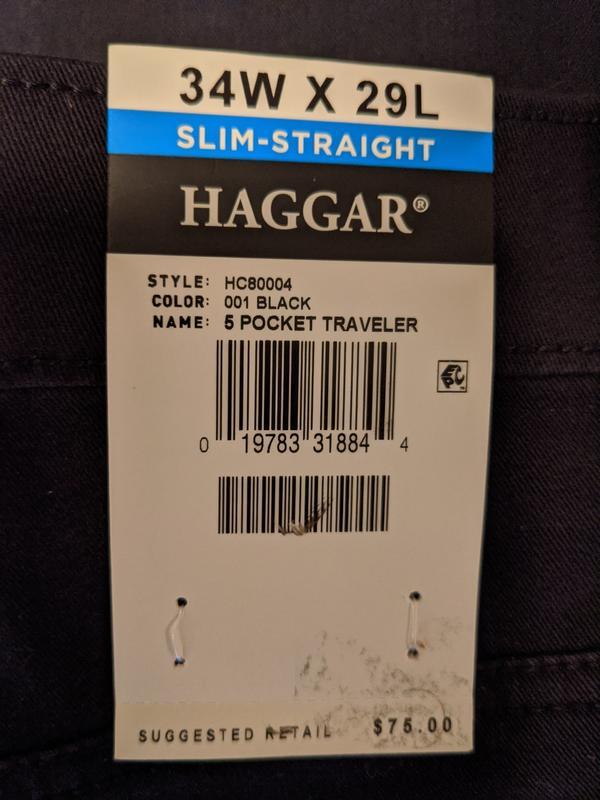 34W X 29L
SLIM-STRAIGHT
HAGGAR®
STYLE: HC80004
COLOR: 001 BLACK
NAME: 5 POCKET TRAVELER
EPC
0 19783 31884 4
SUGGESTED RETAIL $75.00